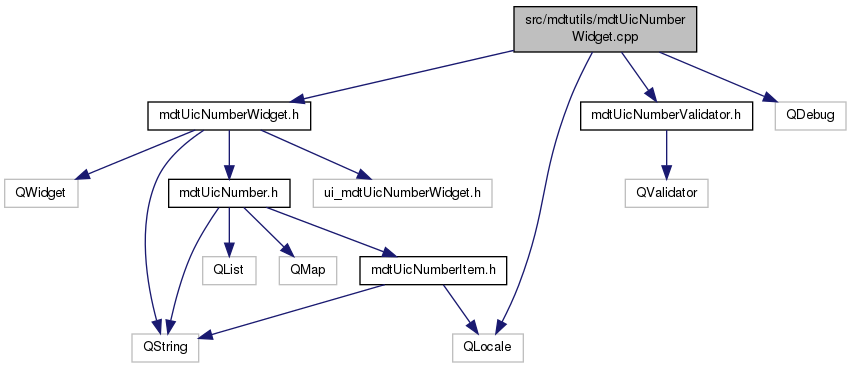 src/mdtutils/mdtUicNumber
Widget.cpp
mdtUicNumberWidget.h
mdtUicNumberValidator.h
QDebug
QWidget
mdtUicNumber.h
ui_mdtUicNumberWidget.h
QValidator
QList
QMap
mdtUicNumberItem.h
QString
QLocale